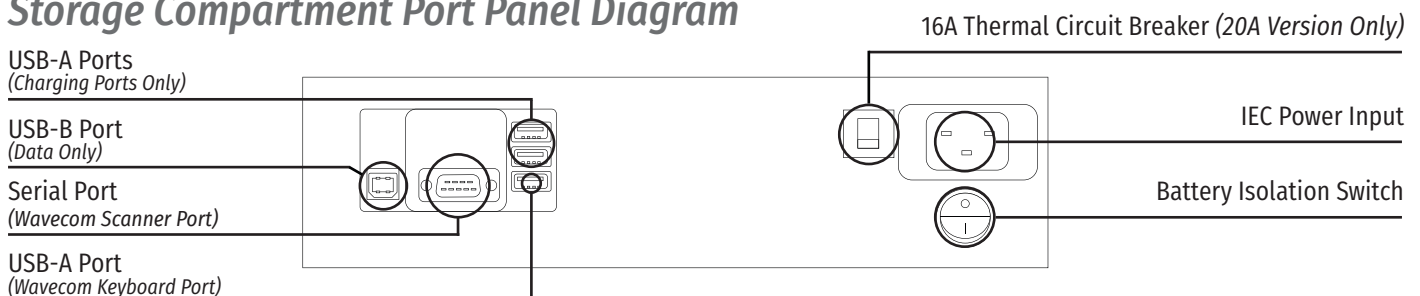 Storage Compartment Port Panel Diagram
16A Thermal Circuit Breaker (20A Version Only)
USB-A Ports
(Charging Ports Only)
IEC Power Input
USB-B Port
(Data Only)
Battery Isolation Switch
Serial Port
(Wavecom Scanner Port)
USB-A Port
(Wavecom Keyboard Port)